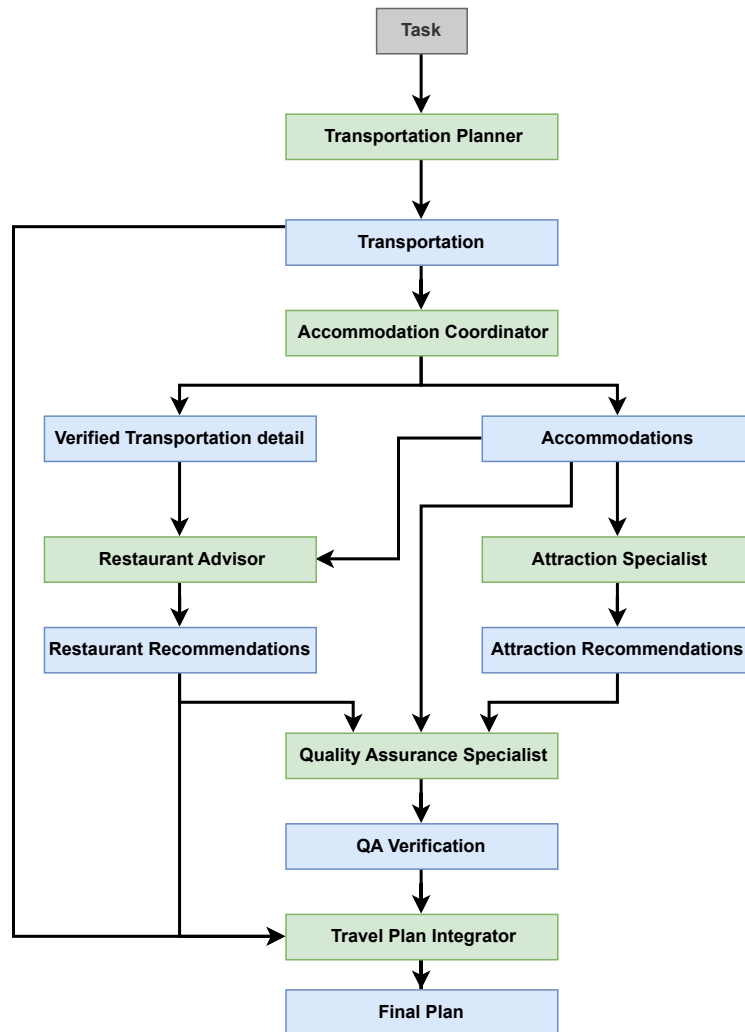 Task
Transportation Planner
Transportation
Accommodation Coordinator
Verified Transportation detail
Accommodations
Restaurant Advisor
Attraction Specialist
Restaurant Recommendations
Attraction Recommendations
Quality Assurance Specialist
QA Verification
Travel Plan Integrator
Final Plan